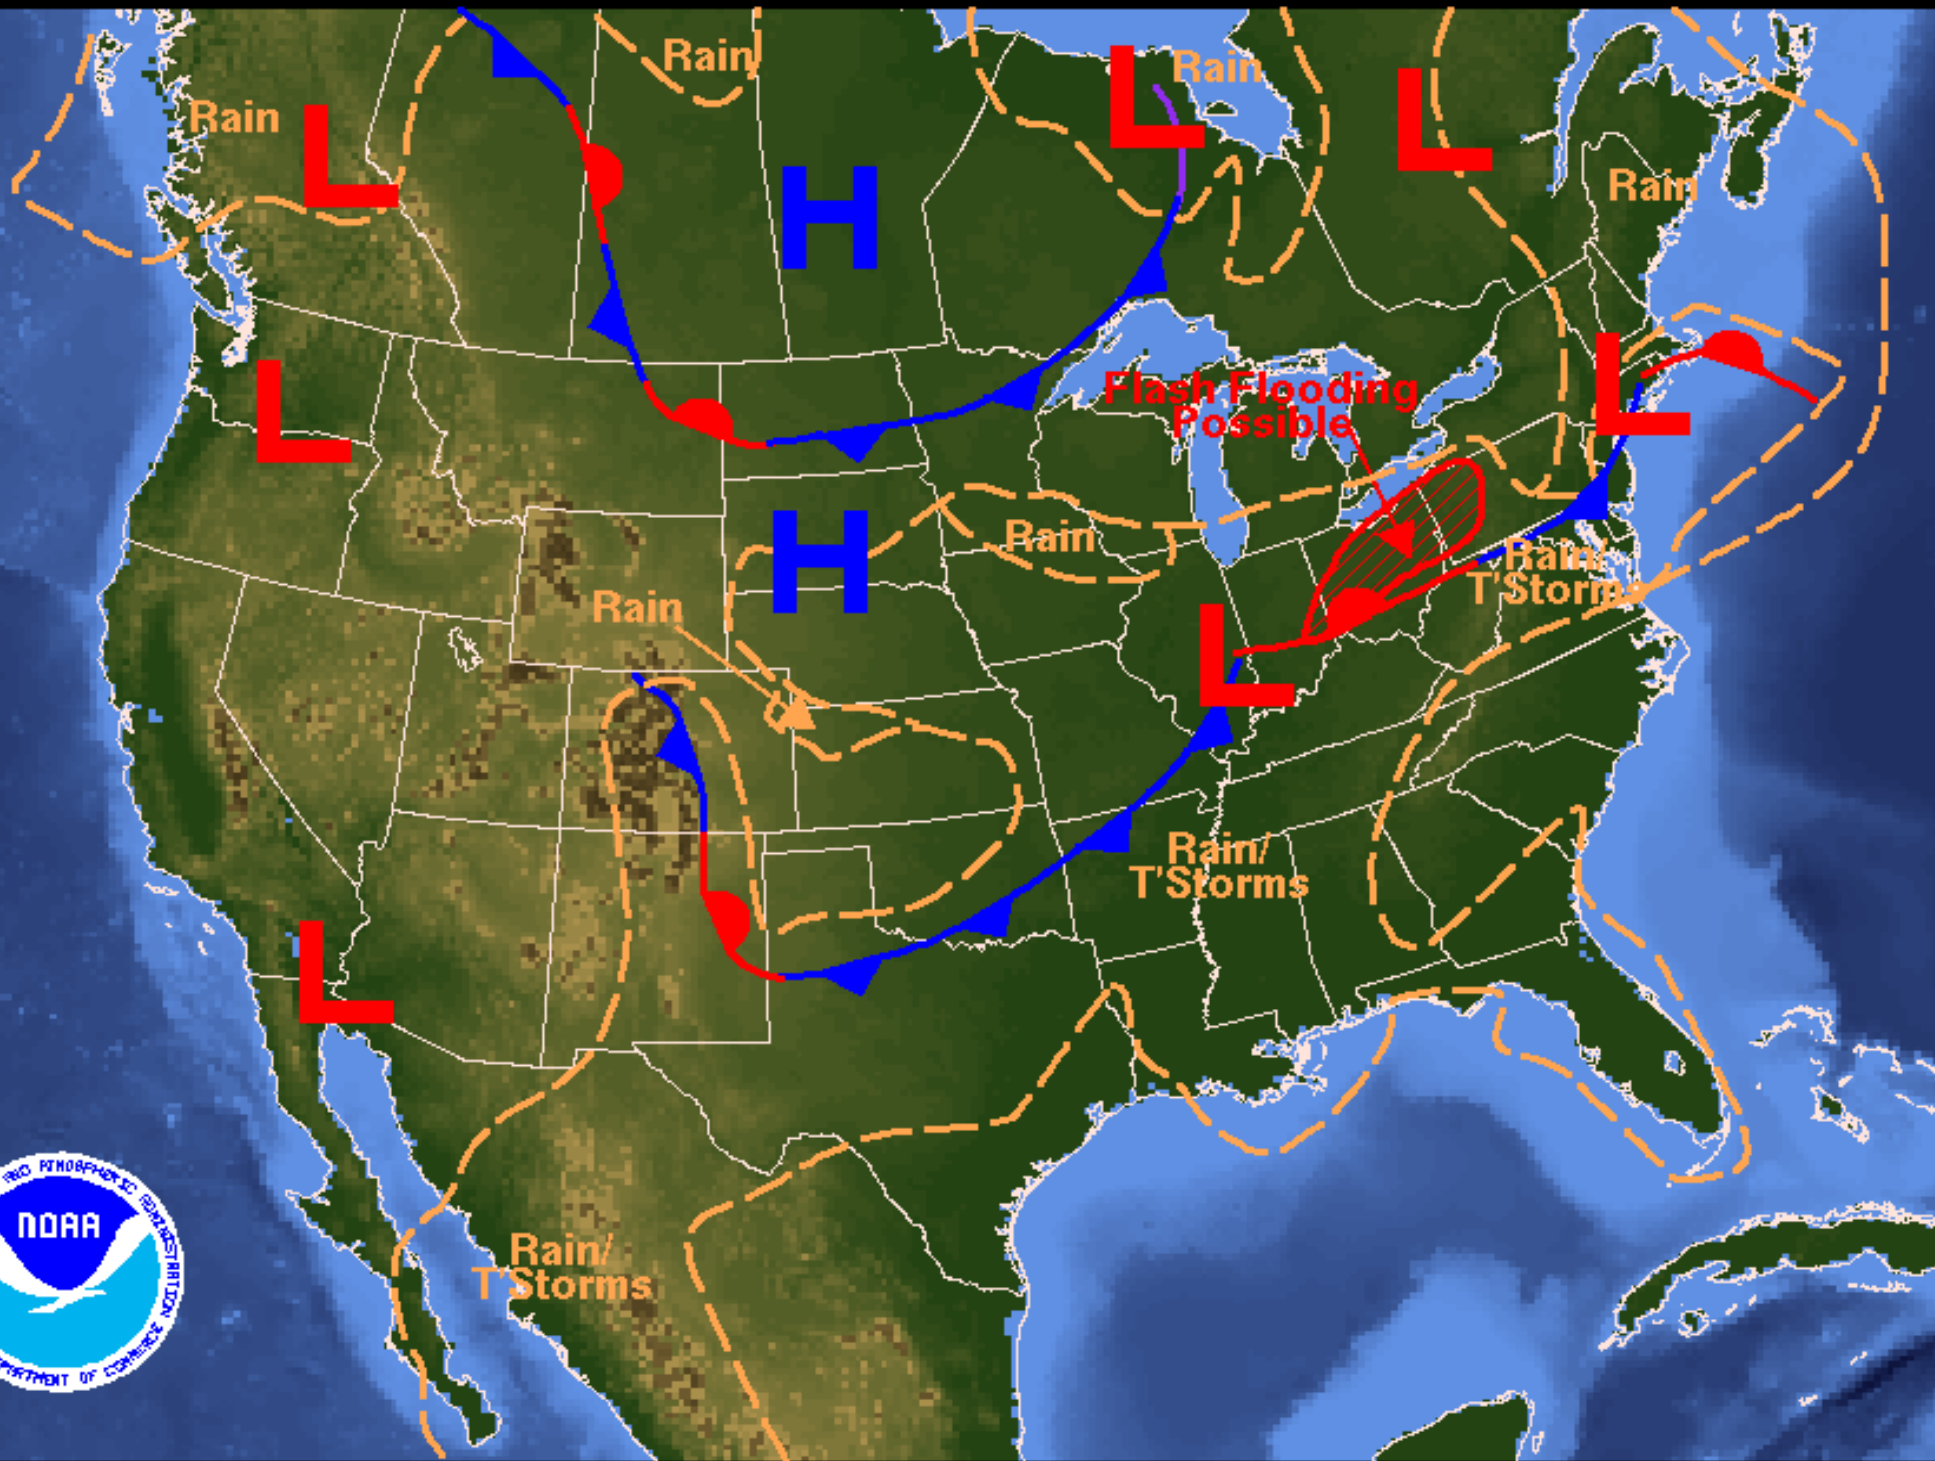 Rain
Rain
Rain
L
L
L
Rain
H
L
L
Flash Flooding
Possible
H
Rain
Rain/
T'Storms
Rain
L
Rain/
T'Storms
L
NOAA
Rain/
T'Storms